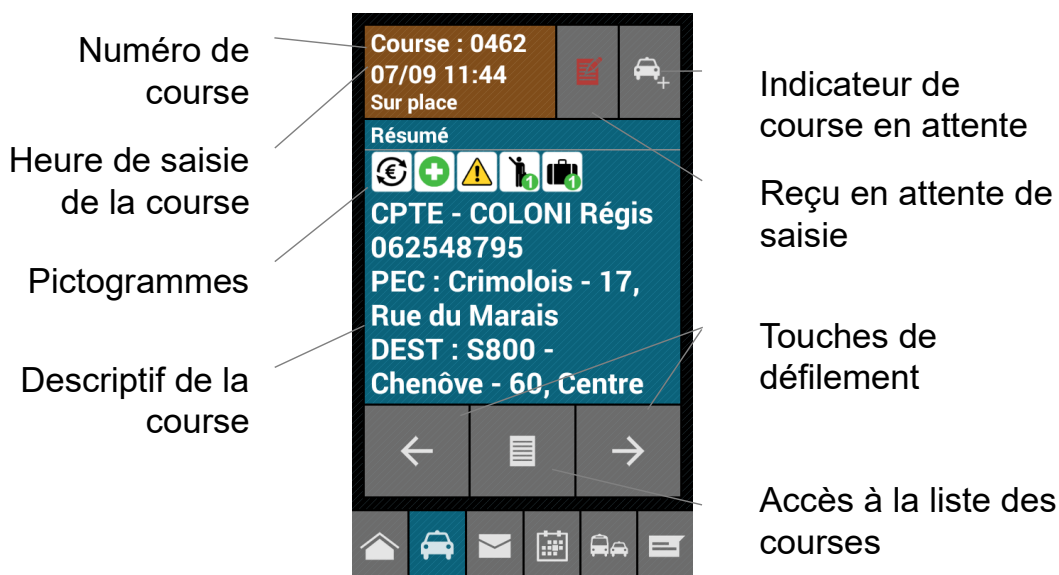 Numéro de
course
Heure de saisie
de la course
Pictogrammes
Descriptif de la
course
Course : 0462
07/09 11:44
Sur place
Résumé
€
1
1
CPTE - COLONI Régis
062548795
PEC : Crimolois - 17,
Rue du Marais
DEST : S800 -
Chenôve - 60, Centre
Indicateur de
course en attente
Reçu en attente de
saisie
Touches de
défilement
Accès à la liste des
courses